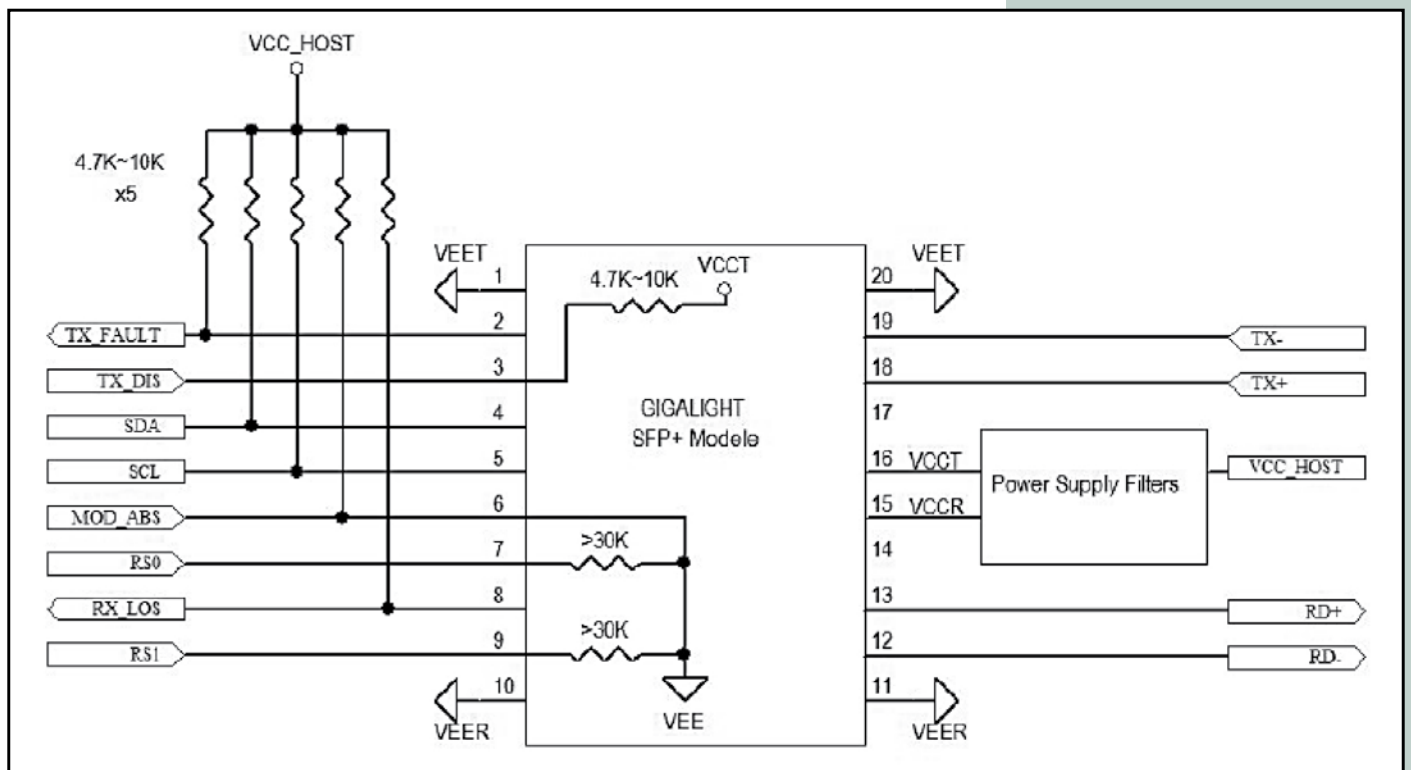 VCC_HOST
4.7K~10K
x5
VEET
1
TX_FAULT
2
TX_DIS
3
SDA
4
SCL
5
MOD_ABS
6
RS0
7
RX_LOS
8
RS1
9
10
VEER
4.7K~10K
VCCT
GIGALIGHT
SFP+ Modele
>30K
>30K
VEE
VEET
20
19
TX-
18
TX+
17
16 VCCT
15 VCCR
Power Supply Filters
VCC_HOST
14
13
RD+
12
RD-
11
VEER